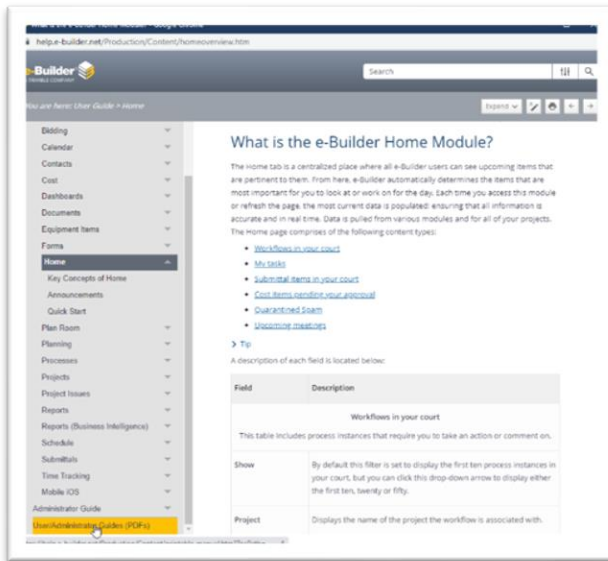 What is the e-Builder Home Module? - Google Chrome
help.e-builder.net/Production/Content/homeoverview.htm
e-Builder
A TRIMBLE COMPANY
Search
You are here: User Guide > Home
Expand
Bidding
Calendar
Contacts
Cost
Dashboards
Documents
Equipment Items
Forms
Home
Key Concepts of Home
Announcements
Quick Start
Plan Room
Planning
Processes
Projects
Project Issues
Reports
Reports (Business Intelligence)
Schedule
Submittals
Time Tracking
Mobile iOS
Administrator Guide
User/Administrator Guides (PDFs)
What is the e-Builder Home Module?
The Home tab is a centralized place where all e-Builder users can see upcoming items that
are pertinent to them. From here, e-Builder automatically determines the items that are
most important for you to look at or work on for the day. Each time you access this module
or refresh the page, the most current data is populated; ensuring that all information is
accurate and in real time. Data is pulled from various modules and for all of your projects.
The Home page comprises of the following content types:
• Workflows in your court
• My tasks
• Submittal items in your court
• Cost items pending your approval
• Quarantined Spam
• Upcoming meetings
> Tip
A description of each field is located below:
Field Description
Workflows in your court
This table includes process instances that require you to take an action or comment on.
Show By default this filter is set to display the first ten process instances in
your court, but you can click this drop-down arrow to display either
the first ten, twenty or fifty.
Project Displays the name of the project the workflow is associated with.